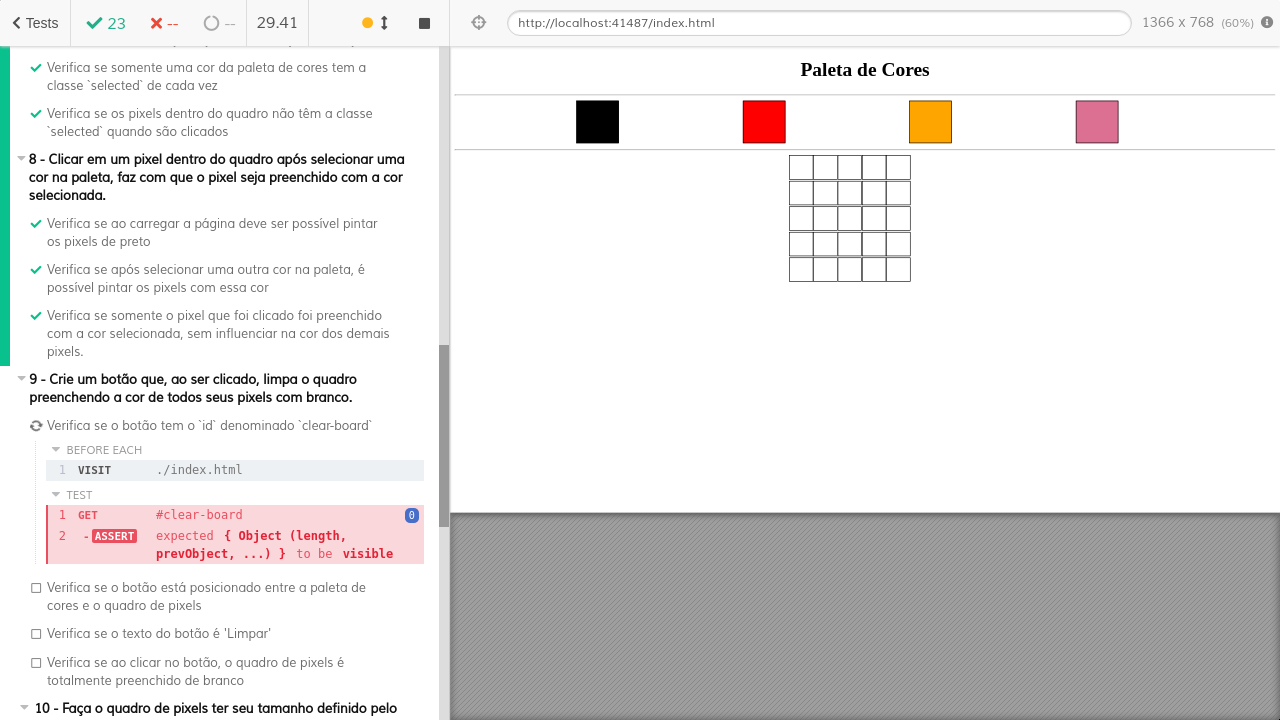 Tests
23
--
--
29.41
http://localhost:41487/index.html
1366 x 768 (60%)
Verifica se somente uma cor da paleta de cores tem a
classe `selected` de cada vez
Verifica se os pixels dentro do quadro não têm a classe
`selected` quando são clicados
8 - Clicar em um pixel dentro do quadro após selecionar uma
cor na paleta, faz com que o pixel seja preenchido com a cor
selecionada.
Verifica se ao carregar a página deve ser possível pintar
os pixels de preto
Verifica se após selecionar uma outra cor na paleta, é
possível pintar os pixels com essa cor
Verifica se somente o pixel que foi clicado foi preenchido
com a cor selecionada, sem influenciar na cor dos demais
pixels.
9 - Crie um botão que, ao ser clicado, limpa o quadro
preenchendo a cor de todos seus pixels com branco.
Verifica se o botão tem o `id` denominado `clear-board`
BEFORE EACH
1 VISIT ./index.html
TEST
1 GET #clear-board 0
2 -ASSERT expected { Object (length,
prevObject, ...) } to be visible
Verifica se o botão está posicionado entre a paleta de
cores e o quadro de pixels
Verifica se o texto do botão é 'Limpar'
Verifica se ao clicar no botão, o quadro de pixels é
totalmente preenchido de branco
10 - Faça o quadro de pixels ter seu tamanho definido pelo
Paleta de Cores